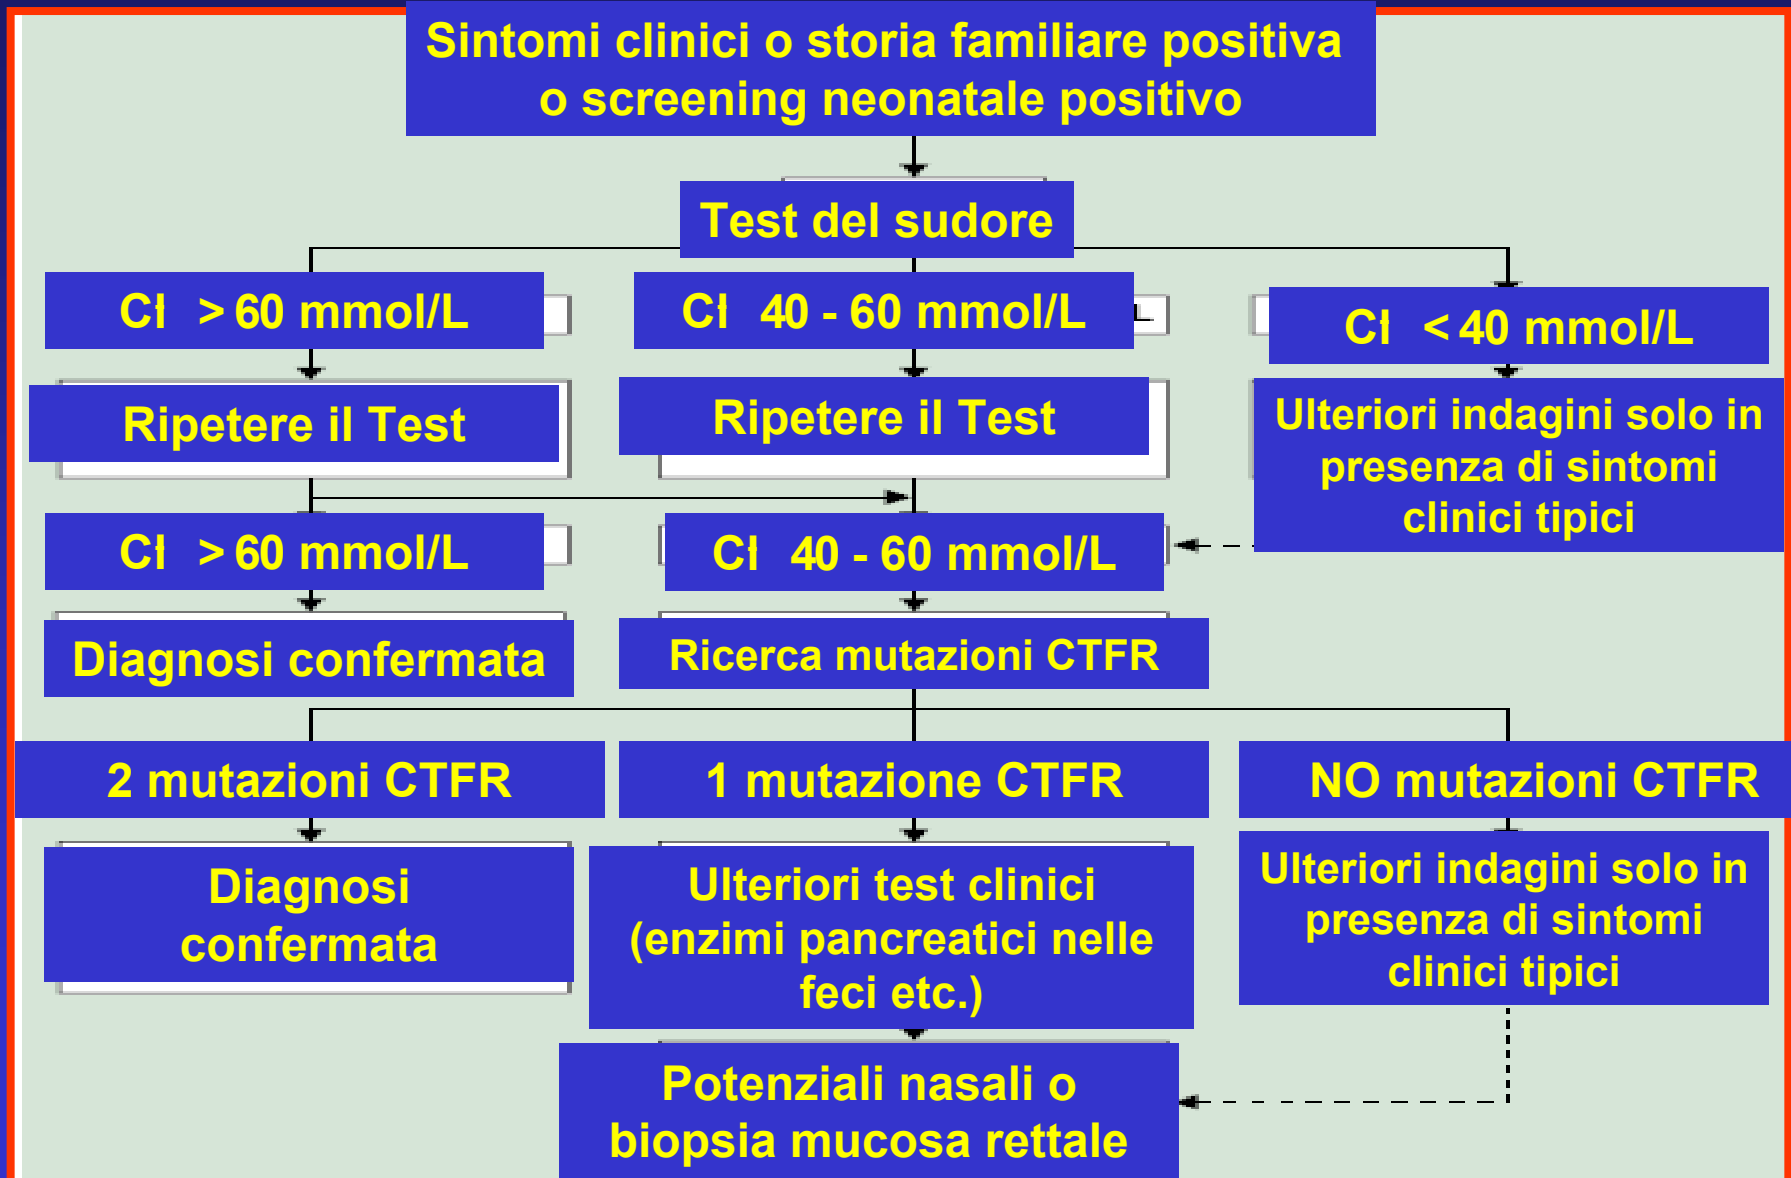 Sintomi clinici o storia familiare positiva
o screening neonatale positivo
Test del sudore
Cl > 60 mmol/L
Cl 40 - 60 mmol/L
Cl < 40 mmol/L
Ripetere il Test
Ripetere il Test
Ulteriori indagini solo in
presenza di sintomi
clinici tipici
Cl > 60 mmol/L
Cl 40 - 60 mmol/L
Diagnosi confermata
Ricerca mutazioni CTFR
2 mutazioni CTFR
1 mutazione CTFR
NO mutazioni CTFR
Diagnosi
confermata
Ulteriori test clinici
(enzimi pancreatici nelle
feci etc.)
Ulteriori indagini solo in
presenza di sintomi
clinici tipici
Potenziali nasali o
biopsia mucosa rettale